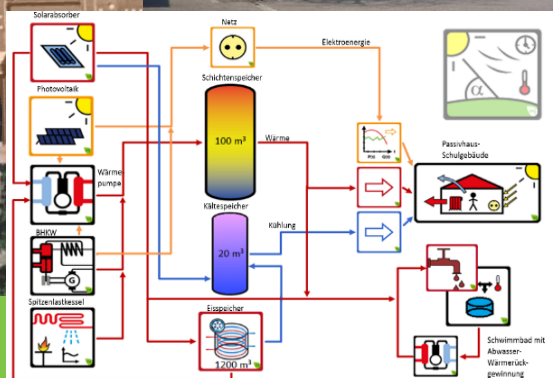 Solarabsorber
Netz
Elektroenergie
Schichtenspeicher
Photovoltaik
100 m³
Wärme
Passivhaus-
Schulgebäude
α
P(t) Q(t)
Wärme-
pumpe
Kältespeicher
20 m³
Kühlung
BHKW
G
Spitzenlastkessel
Eisspeicher
1200 m³
Schwimmbad mit
Abwasser-
Wärmerück-
gewinnung